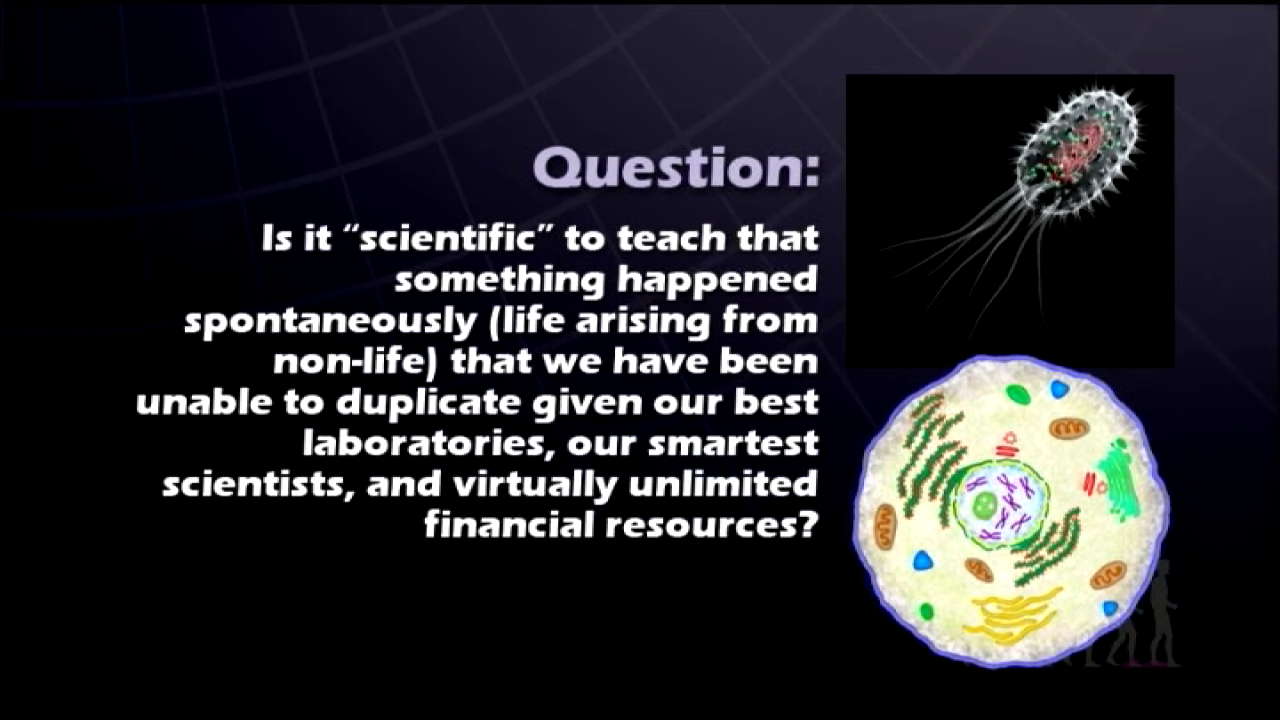 Question:
Is it “scientific” to teach that
something happened
spontaneously (life arising from
non-life) that we have been
unable to duplicate given our best
laboratories, our smartest
scientists, and virtually unlimited
financial resources?